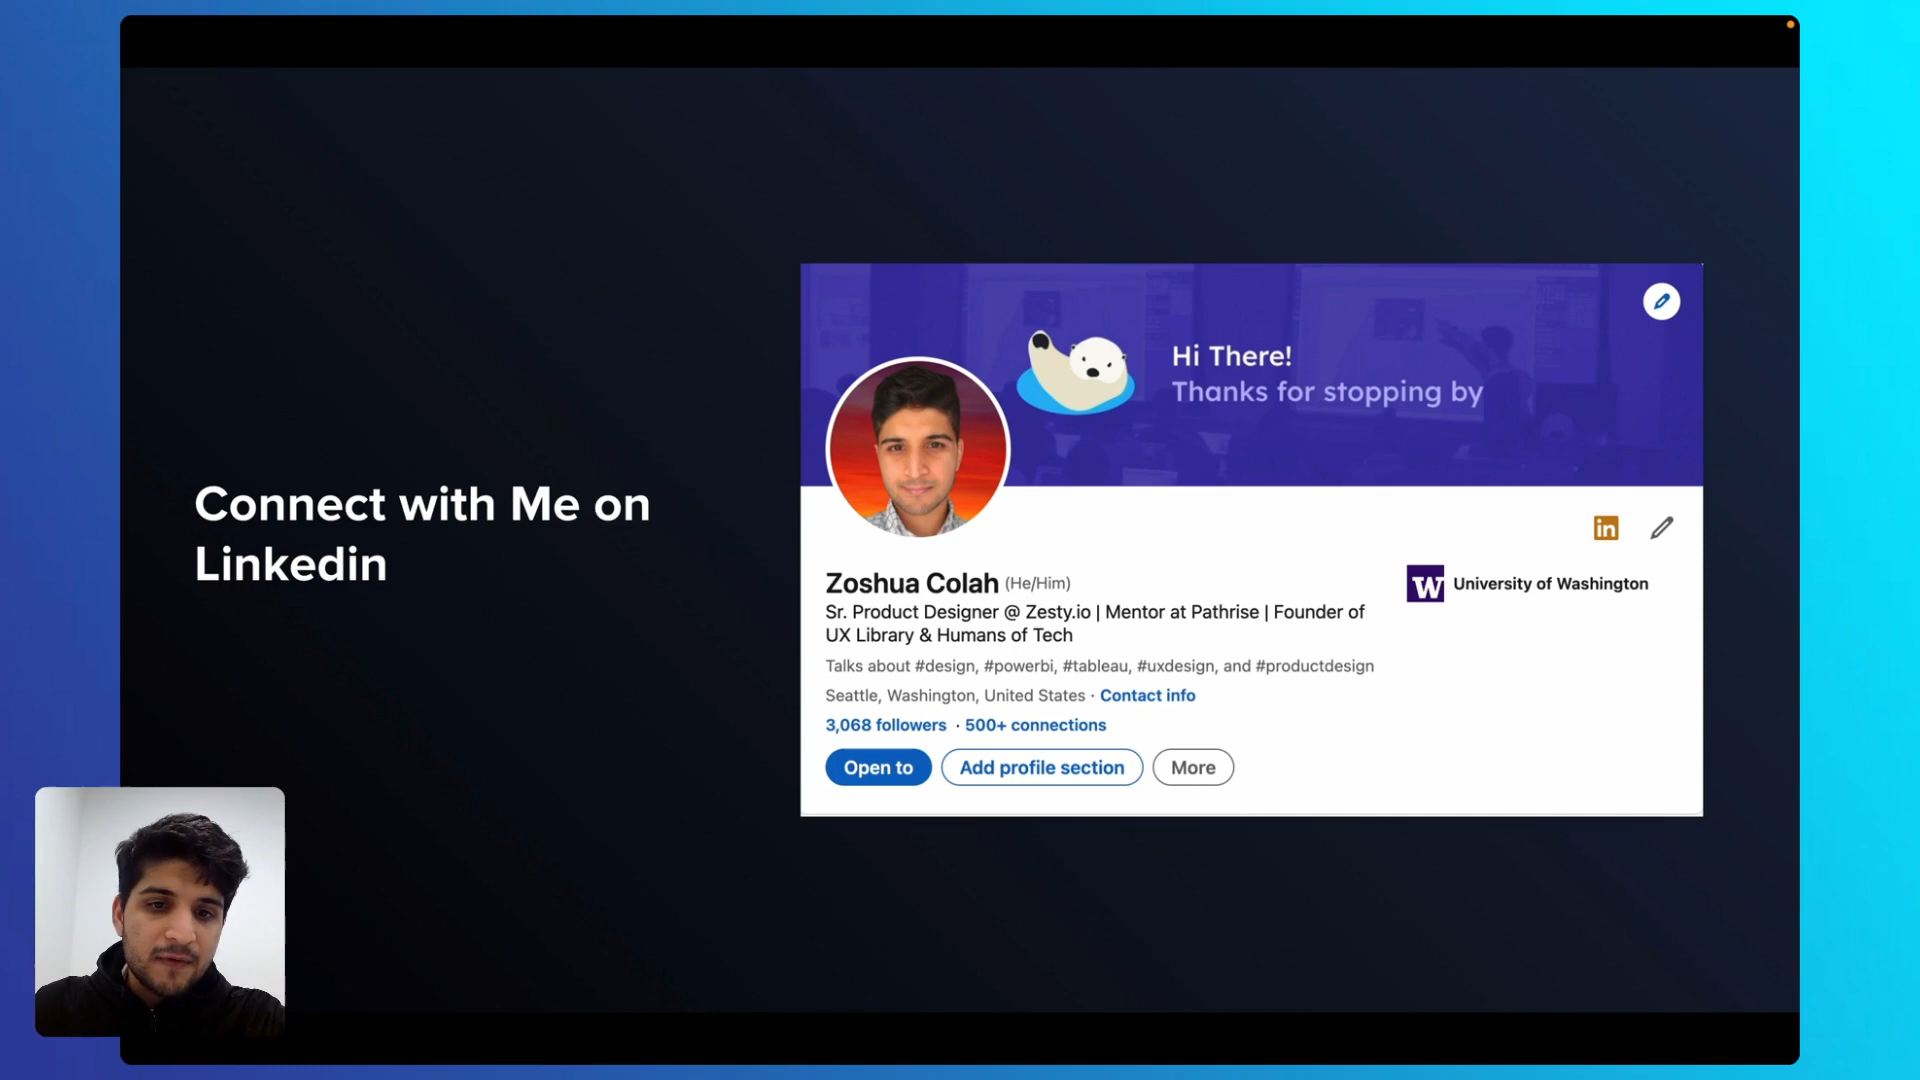 Connect with Me on
Linkedin
Hi There!
Thanks for stopping by
in
Zoshua Colah (He/Him)
W University of Washington
Sr. Product Designer @ Zesty.io | Mentor at Pathrise | Founder of
UX Library & Humans of Tech
Talks about #design, #powerbi, #tableau, #uxdesign, and #productdesign
Seattle, Washington, United States · Contact info
3,068 followers · 500+ connections
Open to
Add profile section
More